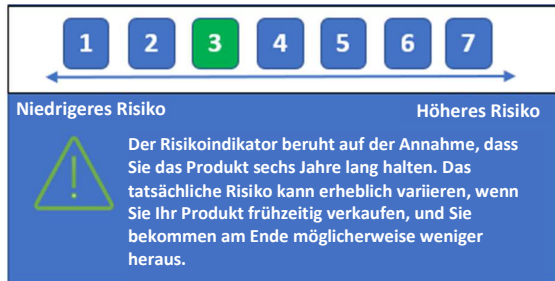 1 2 3 4 5 6 7
Niedrigeres Risiko Höheres Risiko
Der Risikoindikator beruht auf der Annahme, dass
Sie das Produkt sechs Jahre lang halten. Das
tatsächliche Risiko kann erheblich variieren, wenn
Sie Ihr Produkt frühzeitig verkaufen, und Sie
bekommen am Ende möglicherweise weniger
heraus.